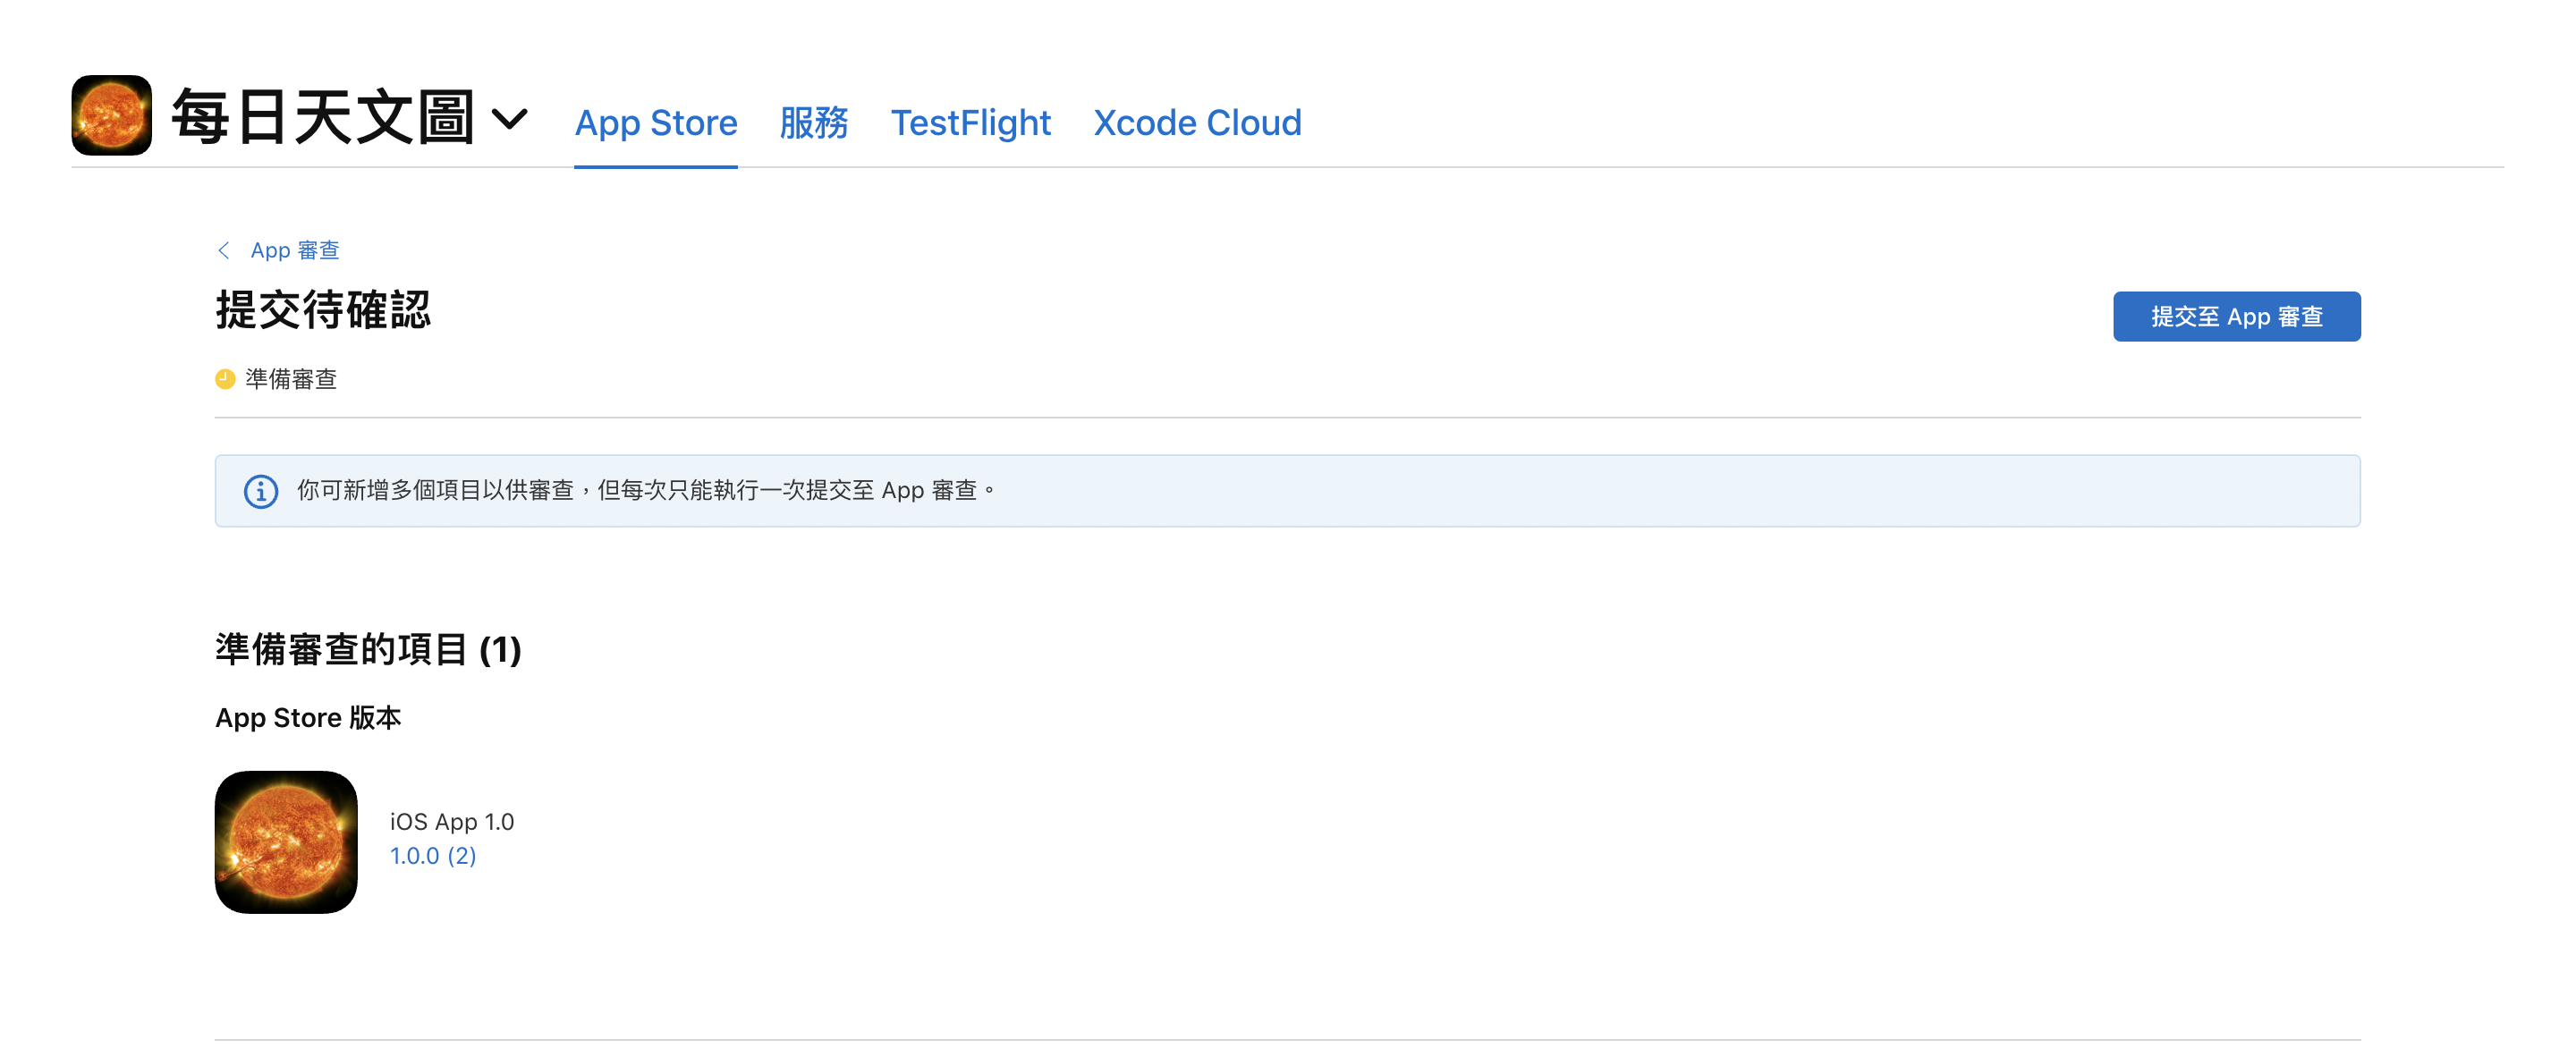 每日天文圖 App Store 服務 TestFlight Xcode Cloud
App 審查
提交待確認
提交至 App 審查
準備審查
你可新增多個項目以供審查，但每次只能執行一次提交至 App 審查。
準備審查的項目 (1)
App Store 版本
iOS App 1.0
1.0.0 (2)